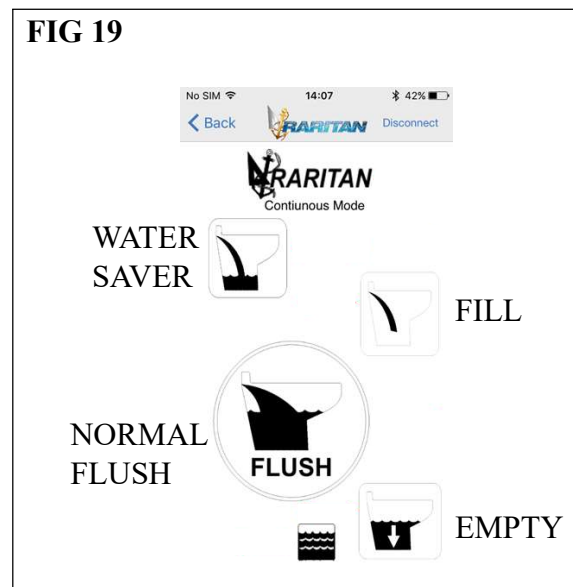 FIG 19
No SIM 14:07 42%
Back RARITAN Disconnect
RARITAN
Contiunous Mode
WATER
SAVER
FILL
NORMAL
FLUSH
FLUSH
EMPTY